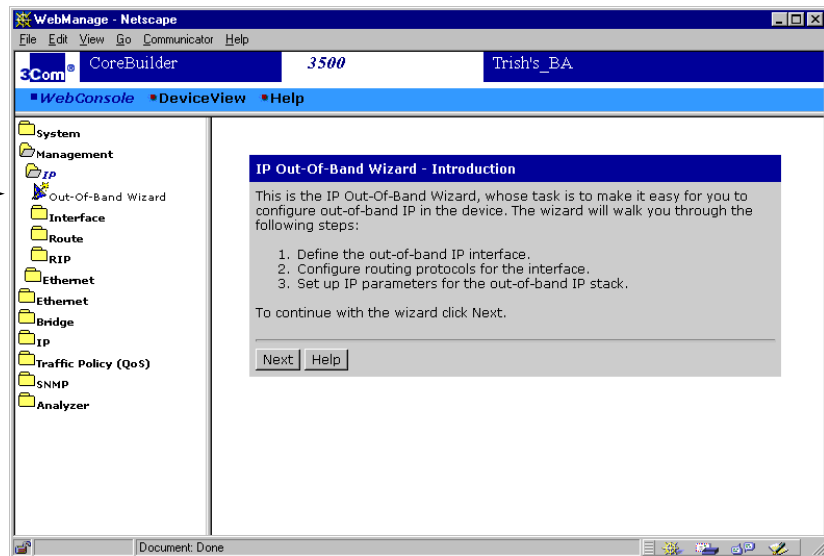 WebManage - Netscape
File Edit View Go Communicator Help
3Com® CoreBuilder 3500 Trish's_BA
WebConsole DeviceView Help
System
Management
IP
Out-Of-Band Wizard
Interface
Route
RIP
Ethernet
Ethernet
Bridge
IP
Traffic Policy (QoS)
SNMP
Analyzer
IP Out-Of-Band Wizard - Introduction
This is the IP Out-Of-Band Wizard, whose task is to make it easy for you to
configure out-of-band IP in the device. The wizard will walk you through the
following steps:
1. Define the out-of-band IP interface.
2. Configure routing protocols for the interface.
3. Set up IP parameters for the out-of-band IP stack.
To continue with the wizard click Next.
Next Help
Document: Done